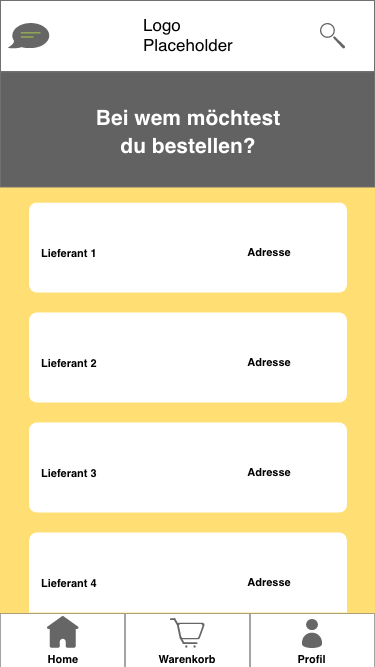 Logo
Placeholder
Bei wem möchtest
du bestellen?
Lieferant 1 Adresse
Lieferant 2 Adresse
Lieferant 3 Adresse
Lieferant 4 Adresse
Home Warenkorb Profil